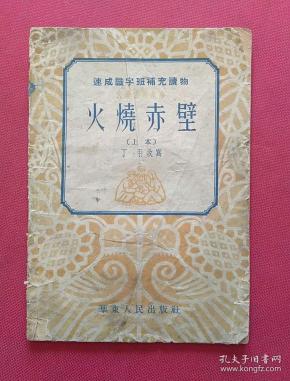 速成識字班補充讀物
火燒赤壁
(上本)
華東人民出版社
孔夫子旧书网